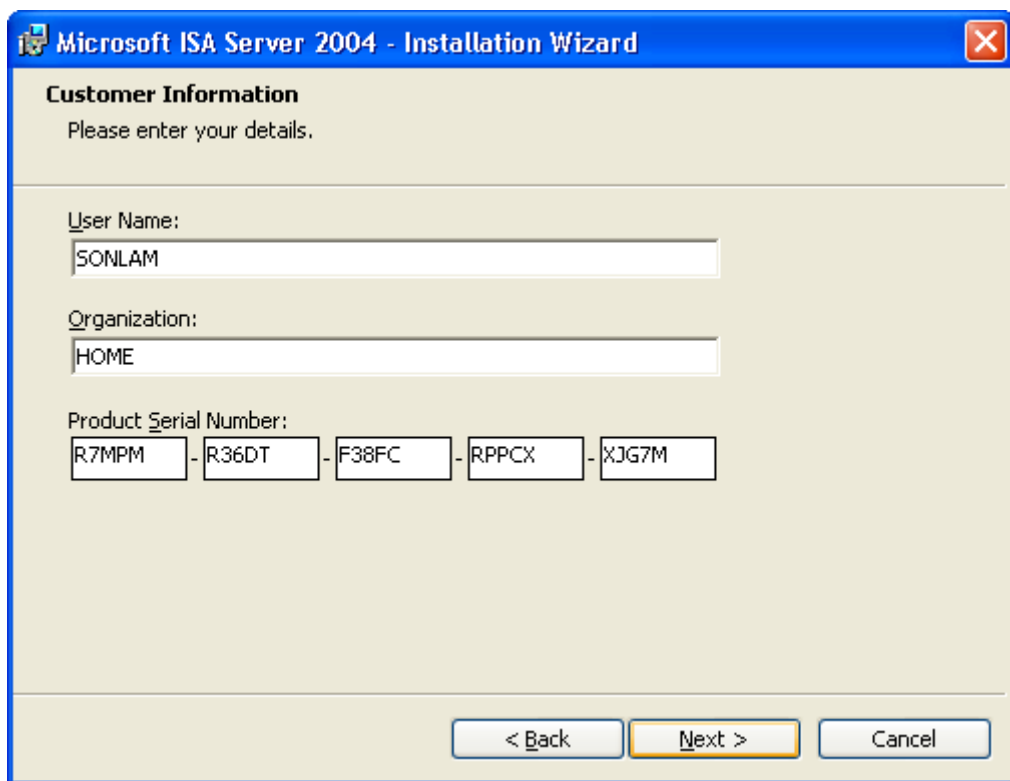 Microsoft ISA Server 2004 - Installation Wizard
Customer Information
Please enter your details.
User Name:
SONLAM
Organization:
HOME
Product Serial Number:
R7MPM - R36DT - F38FC - RPPCX - XJG7M
< Back Next > Cancel